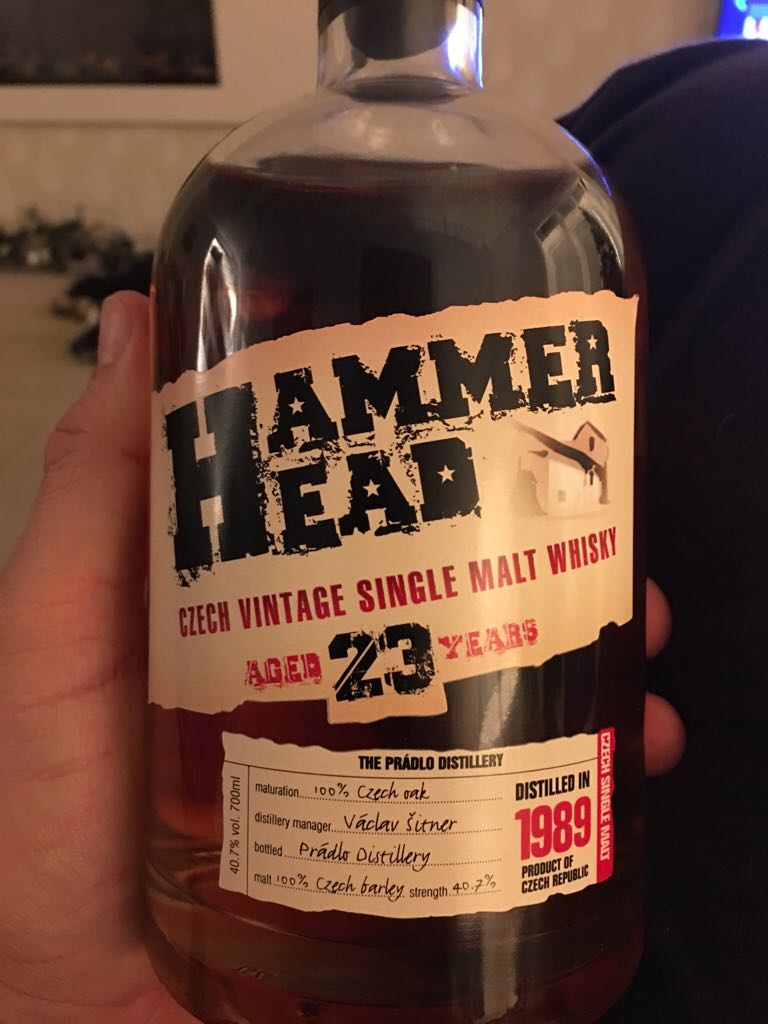 HAMMER
HEAD
CZECH VINTAGE SINGLE MALT WHISKY
AGED 23 YEARS
THE PRÁDLO DISTILLERY
40.7% vol. 700ml
maturation 100% Czech oak
distillery manager Václav Šitner
bottled Prádlo Distillery
malt 100% Czech barley strength 40.7%
DISTILLED IN
1989
PRODUCT OF
CZECH REPUBLIC
CZECH SINGLE MALT